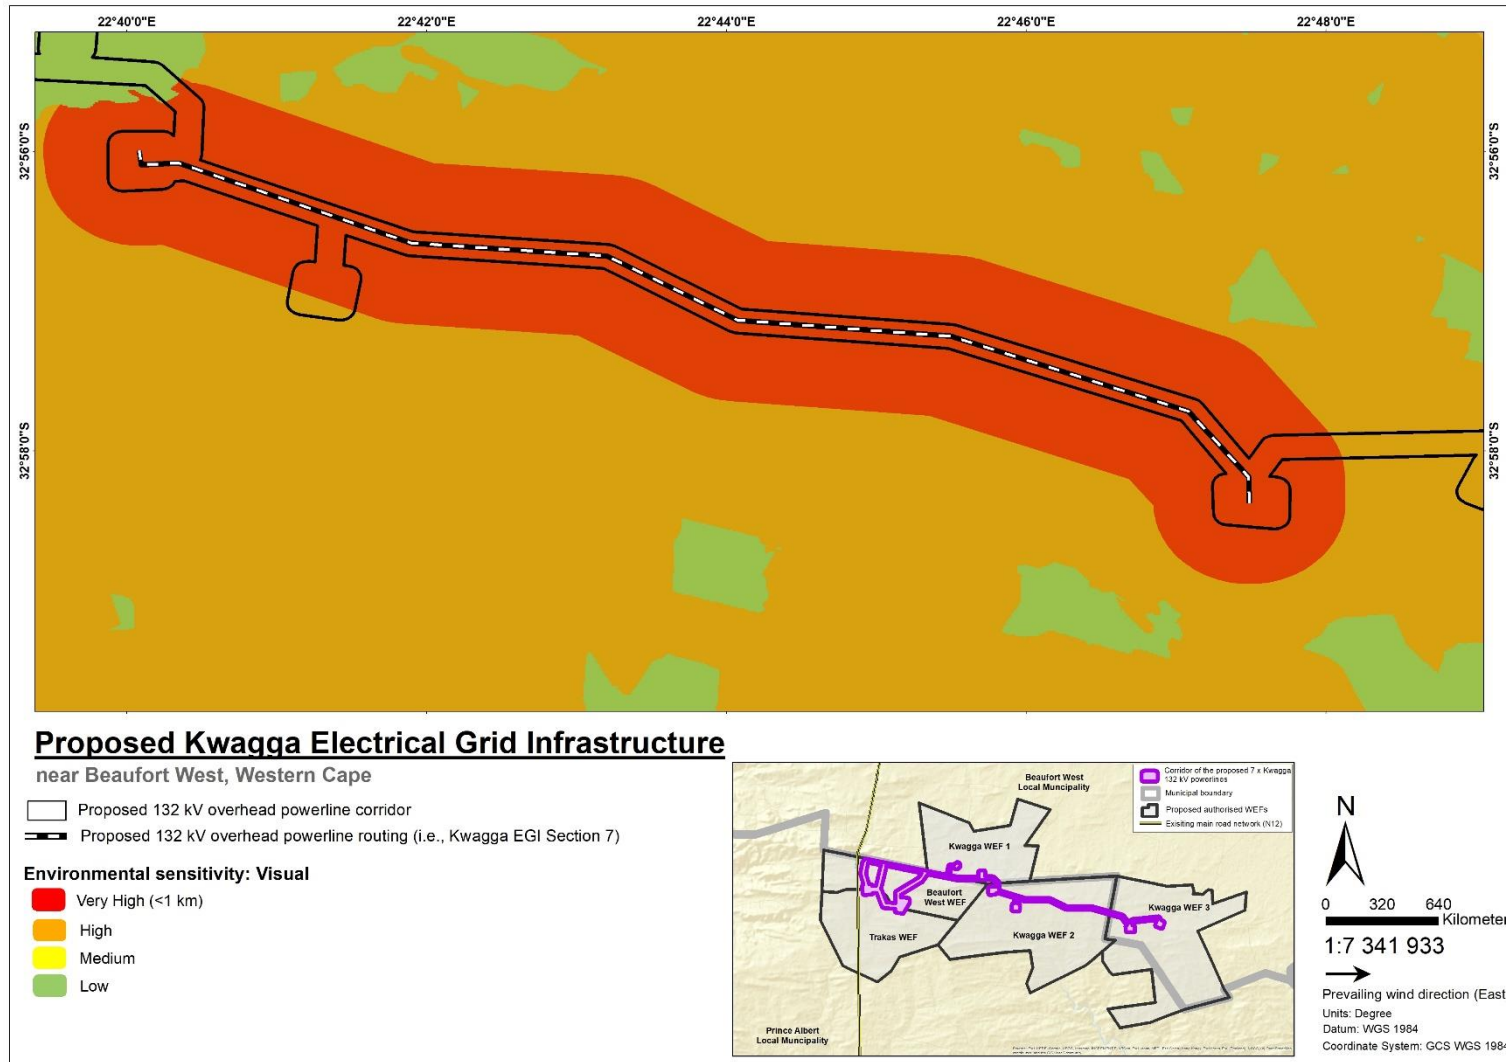 22°40'0"E
22°42'0"E
22°44'0"E
22°46'0"E
22°48'0"E
32°56'0"S
32°56'0"S
32°58'0"S
32°58'0"S
Proposed Kwagga Electrical Grid Infrastructure
near Beaufort West, Western Cape
Proposed 132 kV overhead powerline corridor
Proposed 132 kV overhead powerline routing (i.e., Kwagga EGI Section 7)
Environmental sensitivity: Visual
Very High (<1 km)
High
Medium
Low
Beaufort West
Local Muncipality
Corridor of the proposed 7 x Kwagga
132 kV powerlines
Municipal boundary
Proposed authorised WEFs
Exisiting main road network (N12)
Kwagga WEF 1
Beaufort
West WEF
Kwagga WEF 3
Trakas WEF
Kwagga WEF 2
Prince Albert
Local Municipality
N
0 320 640
Kilometer
1:7 341 933
Prevailing wind direction (East
Units: Degree
Datum: WGS 1984
Coordinate System: GCS WGS 1984